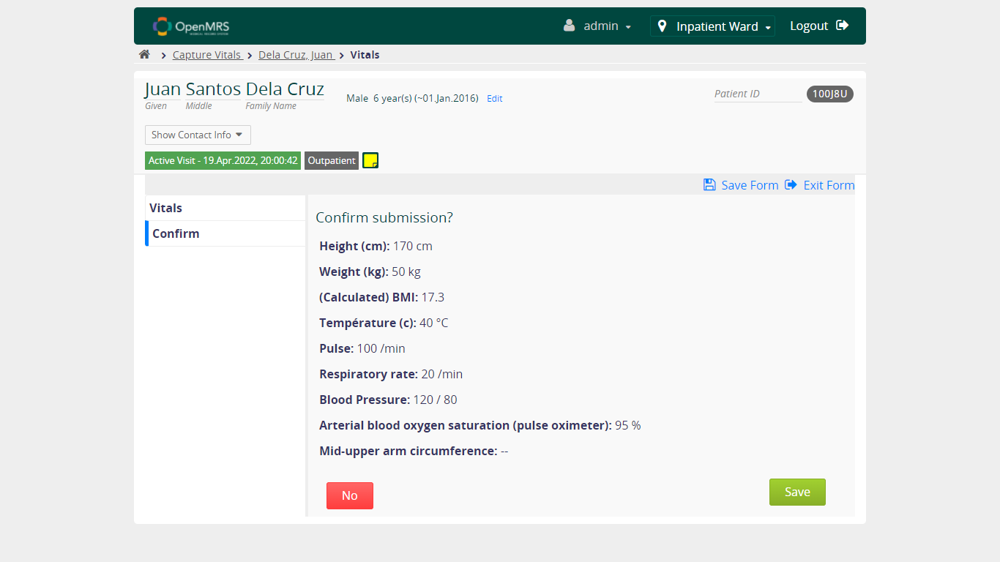 OpenMRS
admin
Inpatient Ward
Logout
Capture Vitals
Dela Cruz, Juan
Vitals
Juan Santos Dela Cruz
Given Middle Family Name
Male 6 year(s) (~01.Jan.2016) Edit
Patient ID 100J8U
Show Contact Info
Active Visit - 19.Apr.2022, 20:00:42 Outpatient
Save Form Exit Form
Vitals
Confirm
Confirm submission?
Height (cm): 170 cm
Weight (kg): 50 kg
(Calculated) BMI: 17.3
Température (c): 40 °C
Pulse: 100 /min
Respiratory rate: 20 /min
Blood Pressure: 120 / 80
Arterial blood oxygen saturation (pulse oximeter): 95 %
Mid-upper arm circumference: --
No
Save